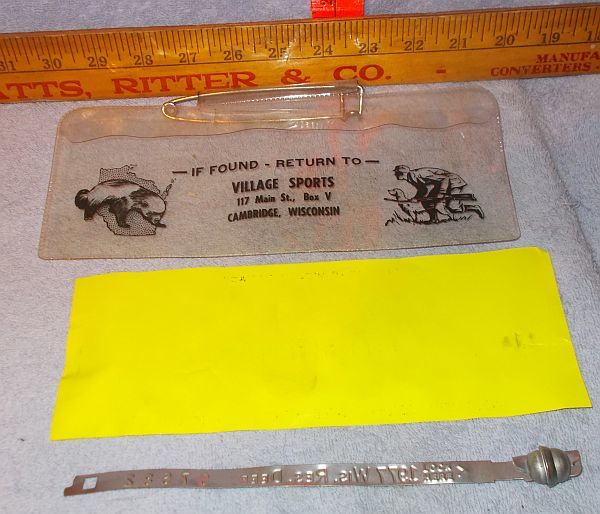 31 30 29 28 27 26 25 24 23 22 21 20 19
ATTS, RITTER & CO. - MANUFA
CONVERTERS -
— IF FOUND - RETURN TO —
VILLAGE SPORTS
117 Main St., Box V
CAMBRIDGE, WISCONSIN
1977 Wis. Res. Deer